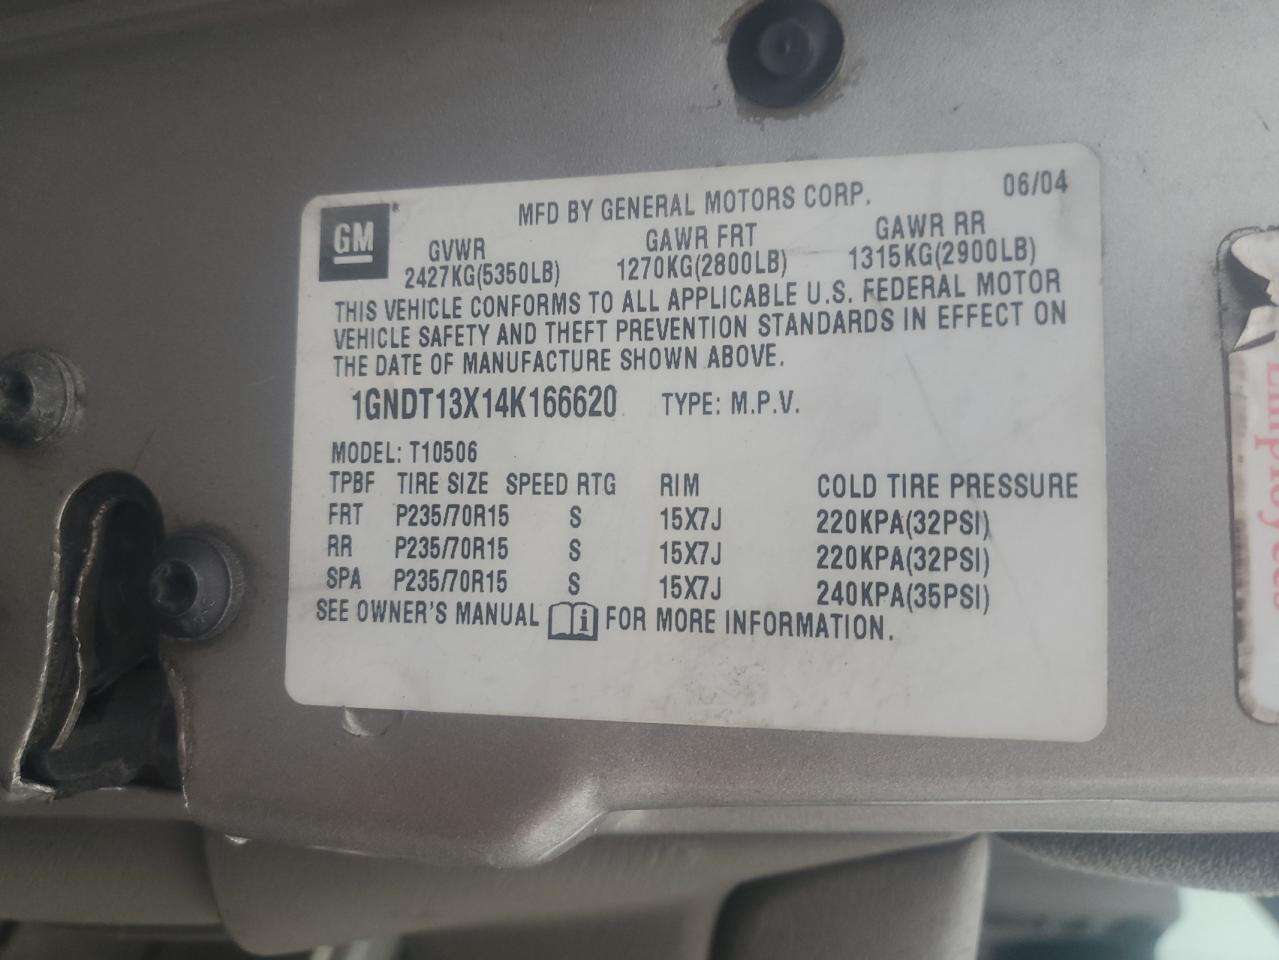 GM
MFD BY GENERAL MOTORS CORP. 06/04
GVWR GAWR FRT GAWR RR
2427KG(5350LB) 1270KG(2800LB) 1315KG(2900LB)
THIS VEHICLE CONFORMS TO ALL APPLICABLE U.S. FEDERAL MOTOR
VEHICLE SAFETY AND THEFT PREVENTION STANDARDS IN EFFECT ON
THE DATE OF MANUFACTURE SHOWN ABOVE.
1GNDT13X14K166620 TYPE: M.P.V.
MODEL: T10506
TPBF TIRE SIZE SPEED RTG RIM COLD TIRE PRESSURE
FRT P235/70R15 S 15X7J 220KPA(32PSI)
RR P235/70R15 S 15X7J 220KPA(32PSI)
SPA P235/70R15 S 15X7J 240KPA(35PSI)
SEE OWNER'S MANUAL i FOR MORE INFORMATION.